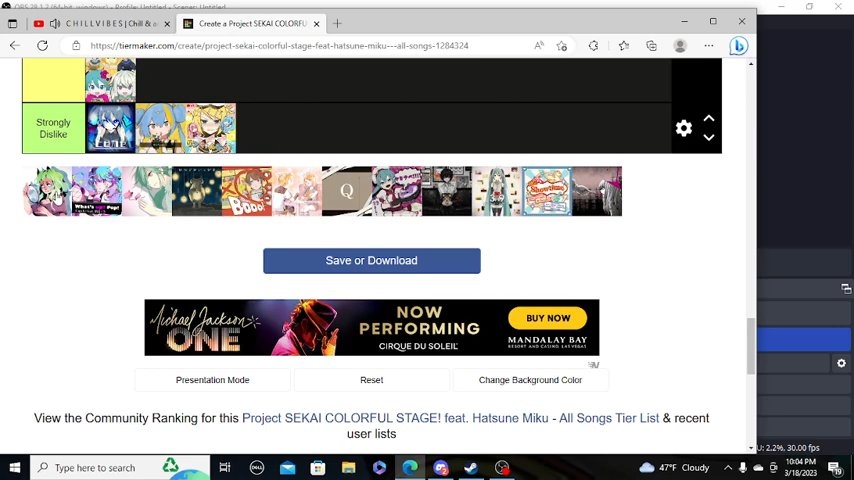 OBS 28.1.2 (64-bit, windows) - Profile: Untitled - Scenes: Untitled
C H I L L V I B E S | Chill &
Create a Project SEKAI COLORFU
https://tiermaker.com/create/project-sekai-colorful-stage-feat-hatsune-miku---all-songs-1284324
Strongly
Dislike
Q
What's up? Pop!
BOOO!
Showtime
Save or Download
Michael Jackson
ONE
NOW
PERFORMING
CIRQUE DU SOLEIL
BUY NOW
MANDALAY BAY
RESORT AND CASINO, LAS VEGAS
Presentation Mode
Reset
Change Background Color
View the Community Ranking for this Project SEKAI COLORFUL STAGE! feat. Hatsune Miku - All Songs Tier List & recent
user lists
U: 2.2%, 30.00 fps
Type here to search
DELL
47°F Cloudy
10:04 PM
3/18/2023
19